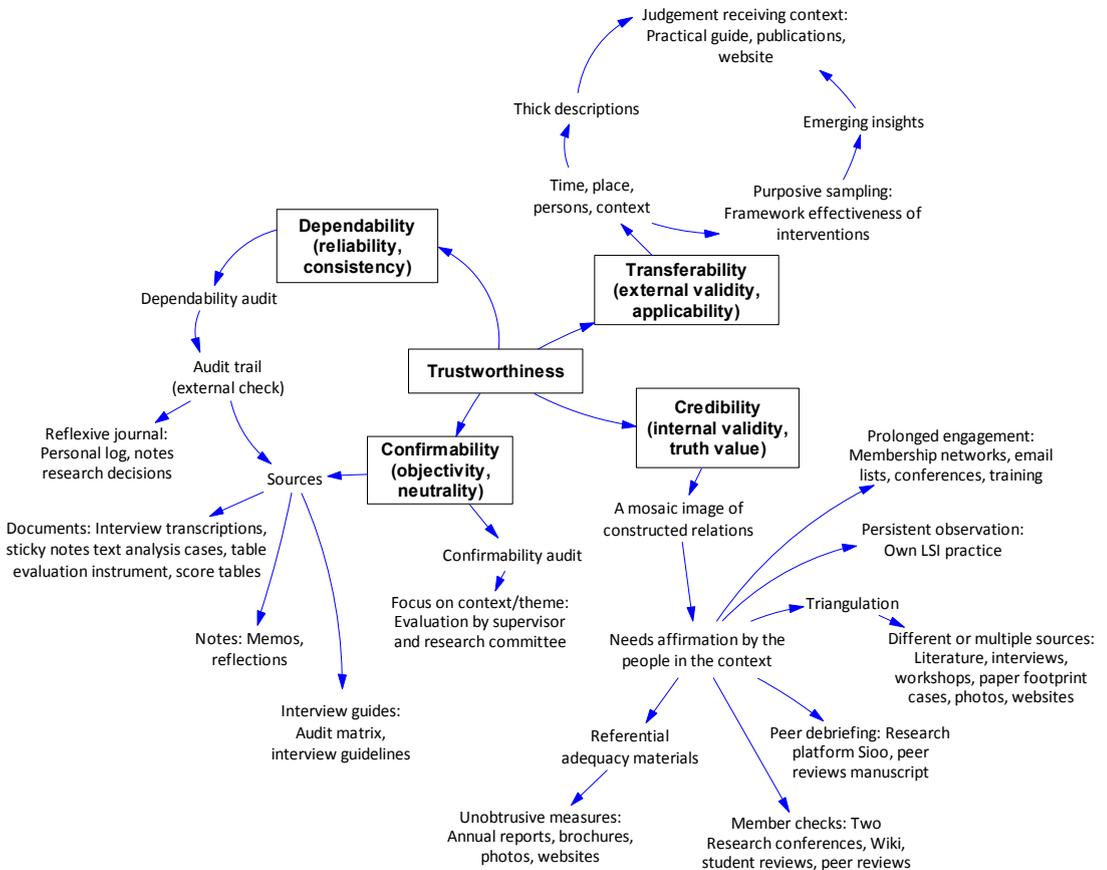 Judgement receiving context:
Practical guide, publications,
website
Thick descriptions
Emerging insights
Time, place,
persons, context
Purposive sampling:
Framework effectiveness of
interventions
Dependability
(reliability,
consistency)
Transferability
(external validity,
applicability)
Dependability audit
Trustworthiness
Audit trail
(external check)
Credibility
(internal validity,
truth value)
Reflexive journal:
Personal log, notes
research decisions
Confirmability
(objectivity,
neutrality)
Sources
Prolonged engagement:
Membership networks, email
lists, conferences, training
A mosaic image of
constructed relations
Documents: Interview transcriptions,
sticky notes text analysis cases, table
evaluation instrument, score tables
Persistent observation:
Own LSI practice
Confirmability audit
Focus on context/theme:
Evaluation by supervisor
and research committee
Triangulation
Notes: Memos,
reflections
Needs affirmation by the
people in the context
Different or multiple sources:
Literature, interviews,
workshops, paper footprint
cases, photos, websites
Interview guides:
Audit matrix,
interview guidelines
Referential
adequacy materials
Peer debriefing: Research
platform Sioo, peer
reviews manuscript
Unobtrusive measures:
Annual reports, brochures,
photos, websites
Member checks: Two
Research conferences, Wiki,
student reviews, peer reviews